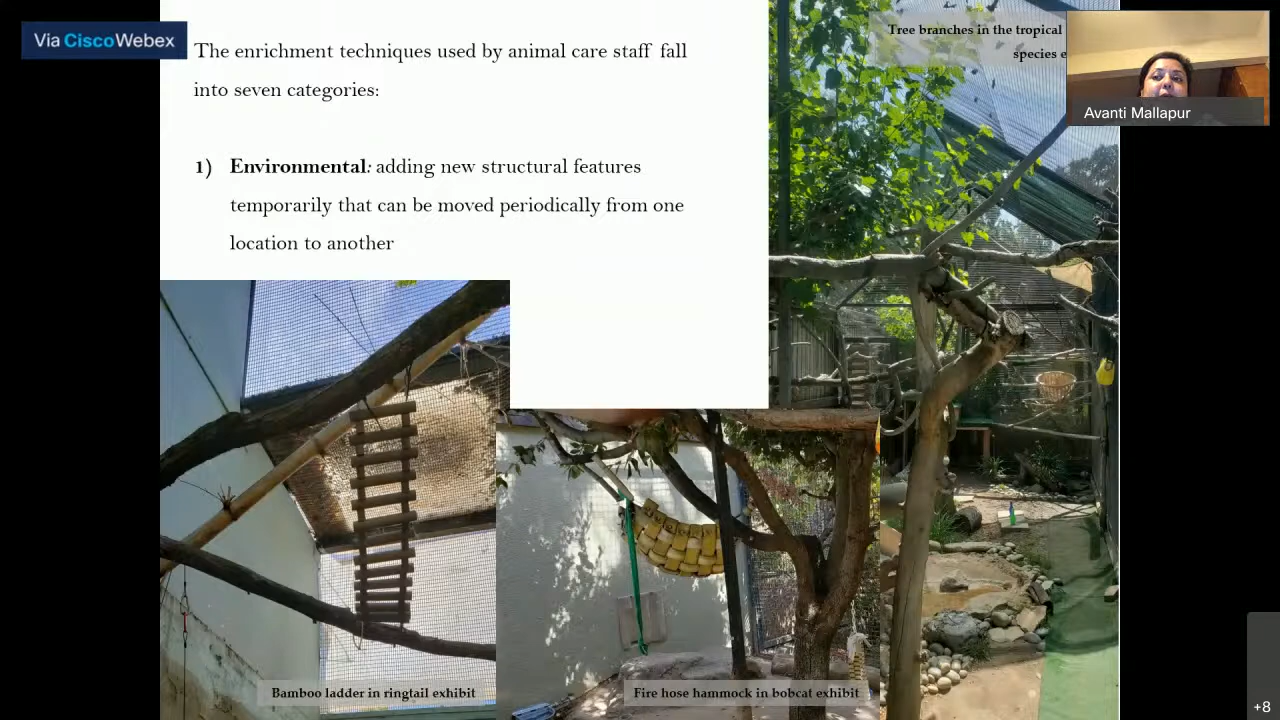 Via CiscoWebex
The enrichment techniques used by animal care staff fall
into seven categories:
1) Environmental: adding new structural features
temporarily that can be moved periodically from one
location to another
Tree branches in the tropical
species e
Avanti Mallapur
Bamboo ladder in ringtail exhibit
Fire hose hammock in bobcat exhibit
+8